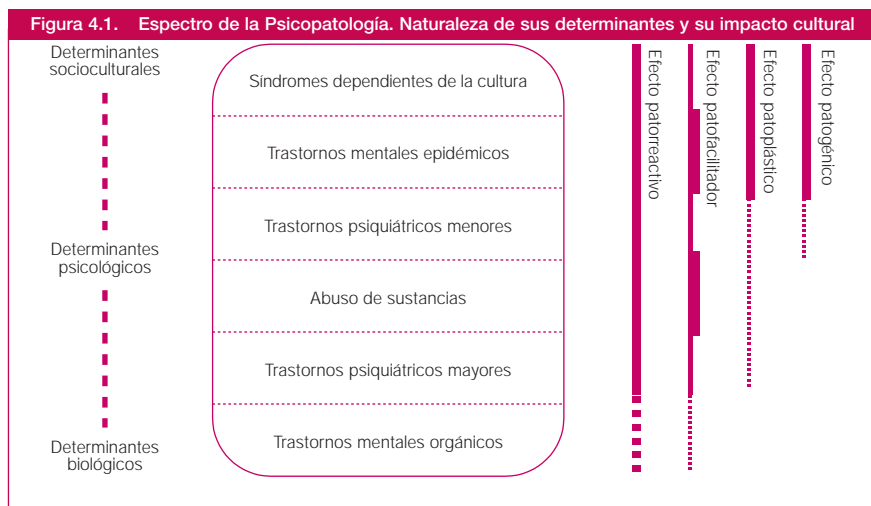 Figura 4.1. Espectro de la Psicopatología. Naturaleza de sus determinantes y su impacto cultural
Determinantes
socioculturales
Determinantes
psicológicos
Determinantes
biológicos
Síndromes dependientes de la cultura
Trastornos mentales epidémicos
Trastornos psiquiátricos menores
Abuso de sustancias
Trastornos psiquiátricos mayores
Trastornos mentales orgánicos
Efecto patorreactivo
Efecto patofacilitador
Efecto patoplástico
Efecto patogénico